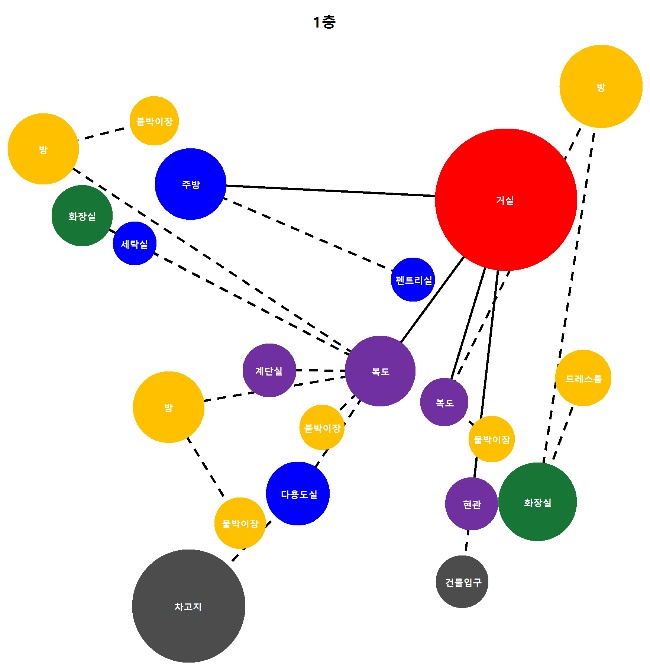 1층
방
붙박이장
방
주방
거실
화장실
세탁실
펜트리실
계단실
복도
드레스룸
방
복도
붙박이장
붙박이장
다용도실
현관
화장실
붙박이장
건물입구
차고지